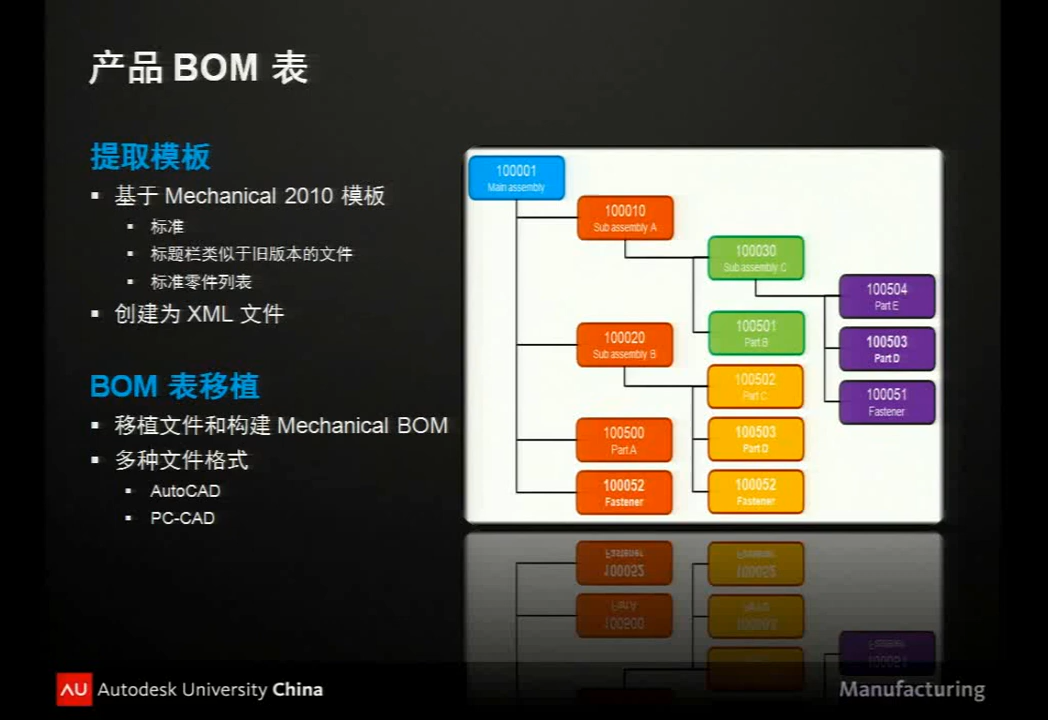 产品 BOM 表
提取模板
基于 Mechanical 2010 模板
标准
标题栏类似于旧版本的文件
标准零件列表
创建为 XML 文件
BOM 表移植
移植文件和构建 Mechanical BOM
多种文件格式
AutoCAD
PC-CAD
100001
Main assembly
100010
Sub assembly A
100030
Sub assembly C
100504
Part E
100501
Part B
100503
Part D
100020
Sub assembly B
100502
Part C
100051
Fastener
100500
Part A
100503
Part D
100052
Fastener
100052
Fastener
AU Autodesk University China
Manufacturing